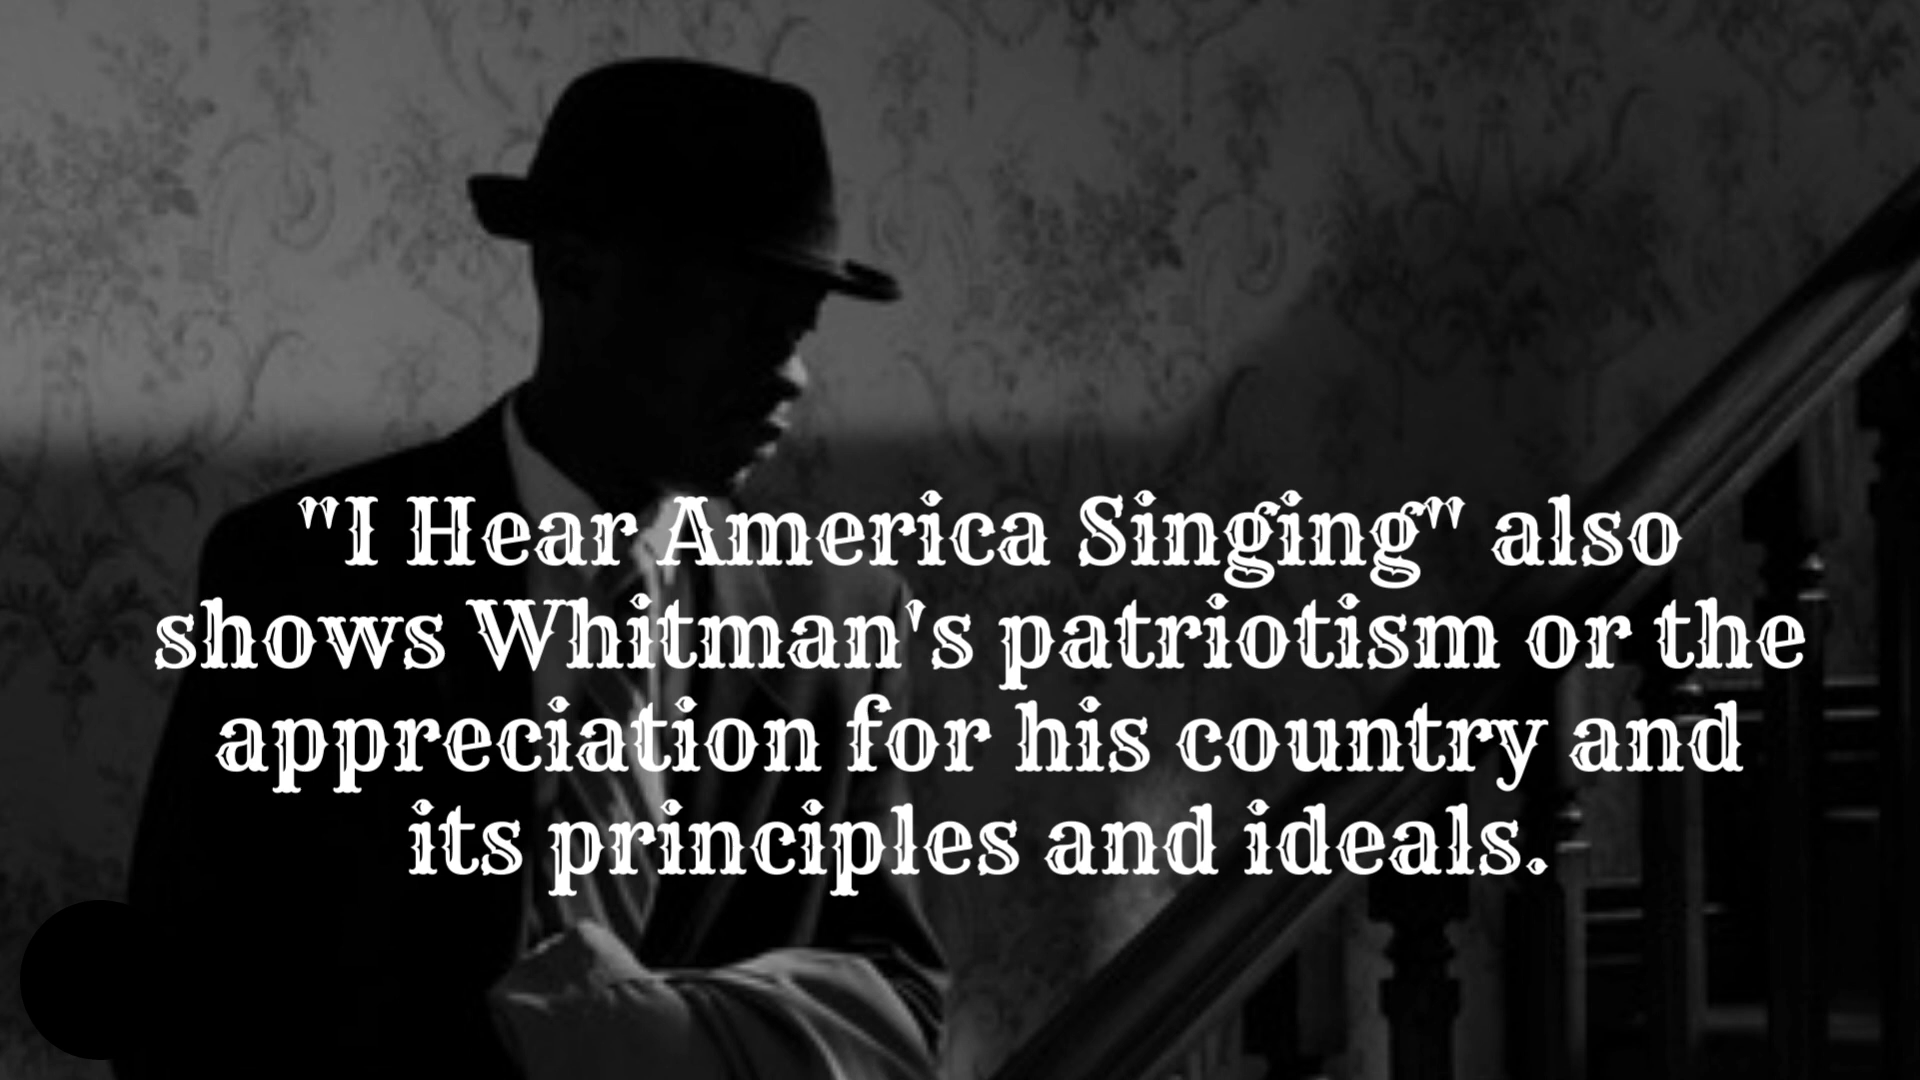 "I Hear America Singing" also
shows Whitman's patriotism or the
appreciation for his country and
its principles and ideals.